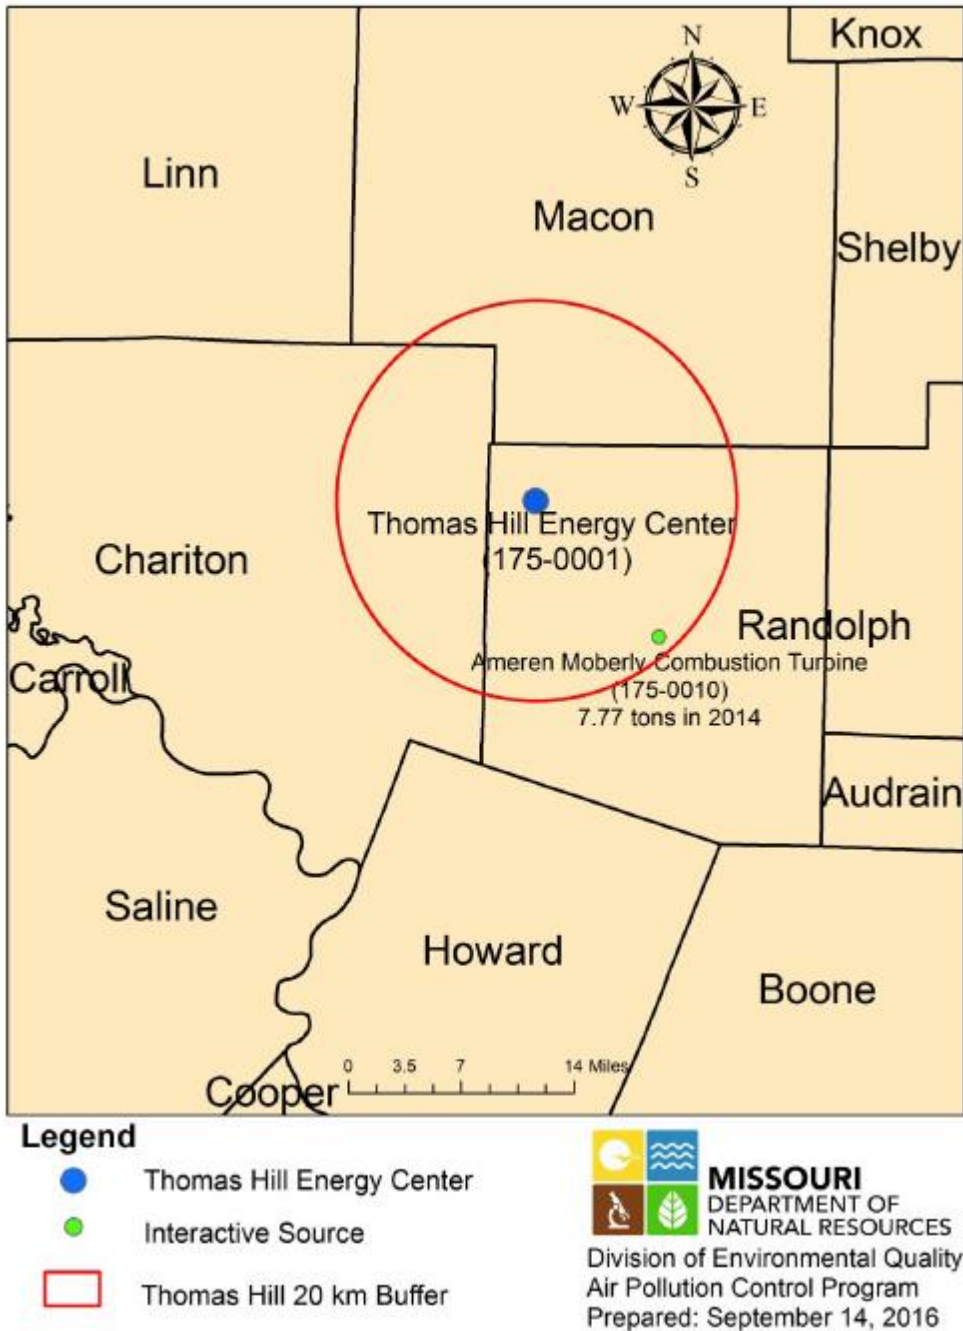 Knox
N
W E
S
Linn
Macon
Shelby
Thomas Hill Energy Center
(175-0001)
Chariton
Randolph
Ameren Moberly Combustion Turbine
(175-0010)
7.77 tons in 2014
Carroll
Audrain
Saline
Howard
Boone
0 3.5 7 14 Miles
Cooper
Legend
Thomas Hill Energy Center
Interactive Source
Thomas Hill 20 km Buffer
MISSOURI
DEPARTMENT OF
NATURAL RESOURCES
Division of Environmental Quality
Air Pollution Control Program
Prepared: September 14, 2016